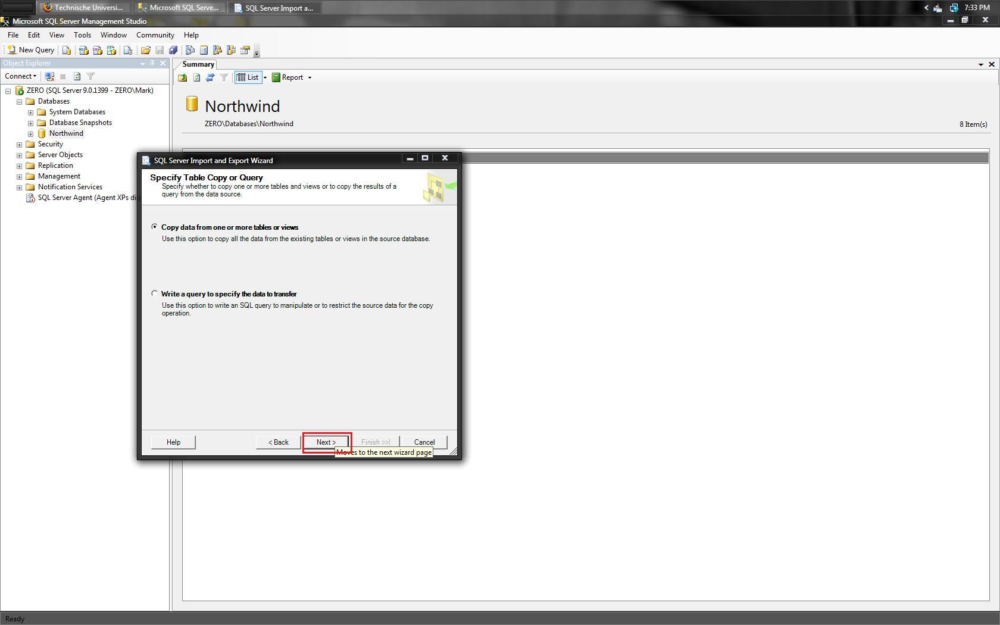 Technische Universi...
Microsoft SQL Serve...
SQL Server Import a...
7:33 PM
Microsoft SQL Server Management Studio
File Edit View Tools Window Community Help
New Query
Object Explorer
Summary
Connect
List
Report
ZERO (SQL Server 9.0.1399 - ZERO\Mark)
Databases
System Databases
Database Snapshots
Northwind
Security
Server Objects
Replication
Management
Notification Services
SQL Server Agent (Agent XPs di
Northwind
ZERO\Databases\Northwind
8 Item(s)
SQL Server Import and Export Wizard
Specify Table Copy or Query
Specify whether to copy one or more tables and views or to copy the results of a
query from the data source.
Copy data from one or more tables or views
Use this option to copy all the data from the existing tables or views in the source database.
Write a query to specify the data to transfer
Use this option to write an SQL query to manipulate or to restrict the source data for the copy
operation.
Help
< Back
Next >
Finish >>|
Cancel
Moves to the next wizard page
Ready